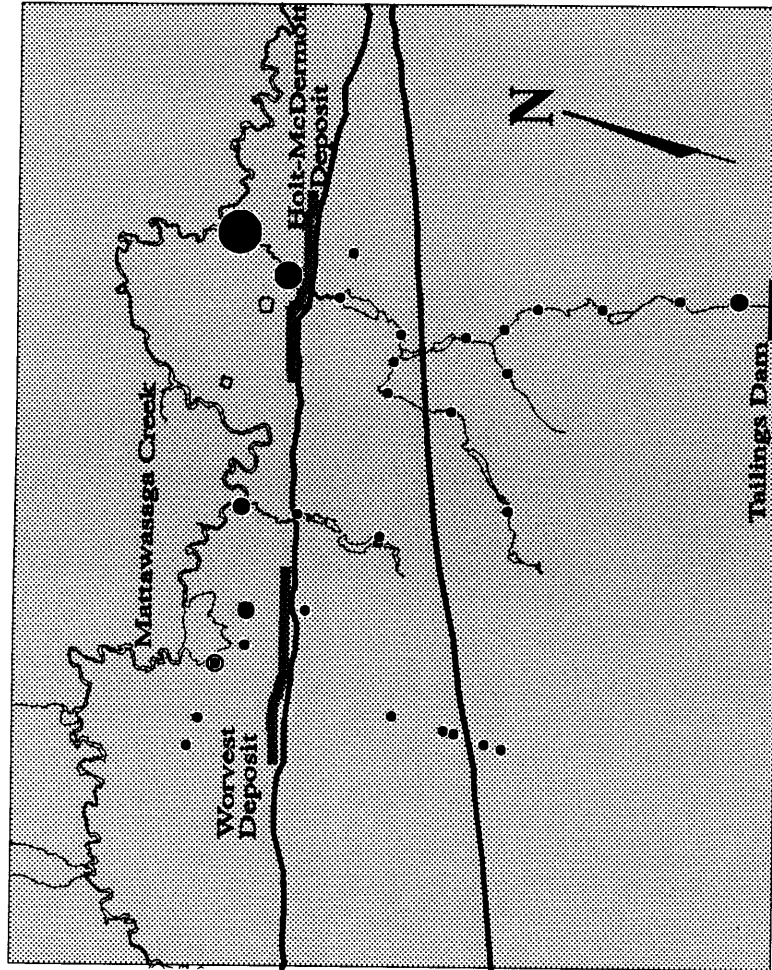 Mattawasaga Creek
Worvest
Deposit
Holt-McDermott
Deposit
N
Tailings Dam